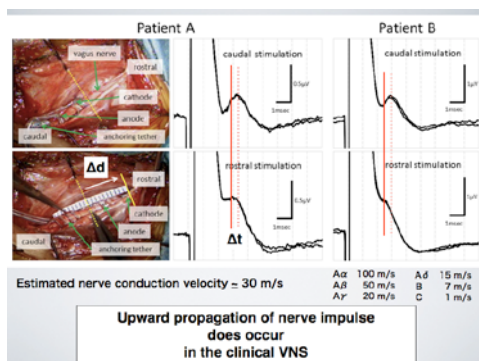 Patient A
Patient B
vagus nerve
rostral
cathode
anode
caudal
anchoring tether
caudal stimulation
0.5μV
1msec
caudal stimulation
1μV
1msec
Δd
rostral
cathode
anode
caudal
anchoring tether
rostral stimulation
0.5μV
1msec
Δt
rostral stimulation
1μV
1msec
Estimated nerve conduction velocity ≃ 30 m/s
Aα 100 m/s Aδ 15 m/s
Aβ 50 m/s B 7 m/s
Aγ 20 m/s C 1 m/s
Upward propagation of nerve impulse
does occur
in the clinical VNS